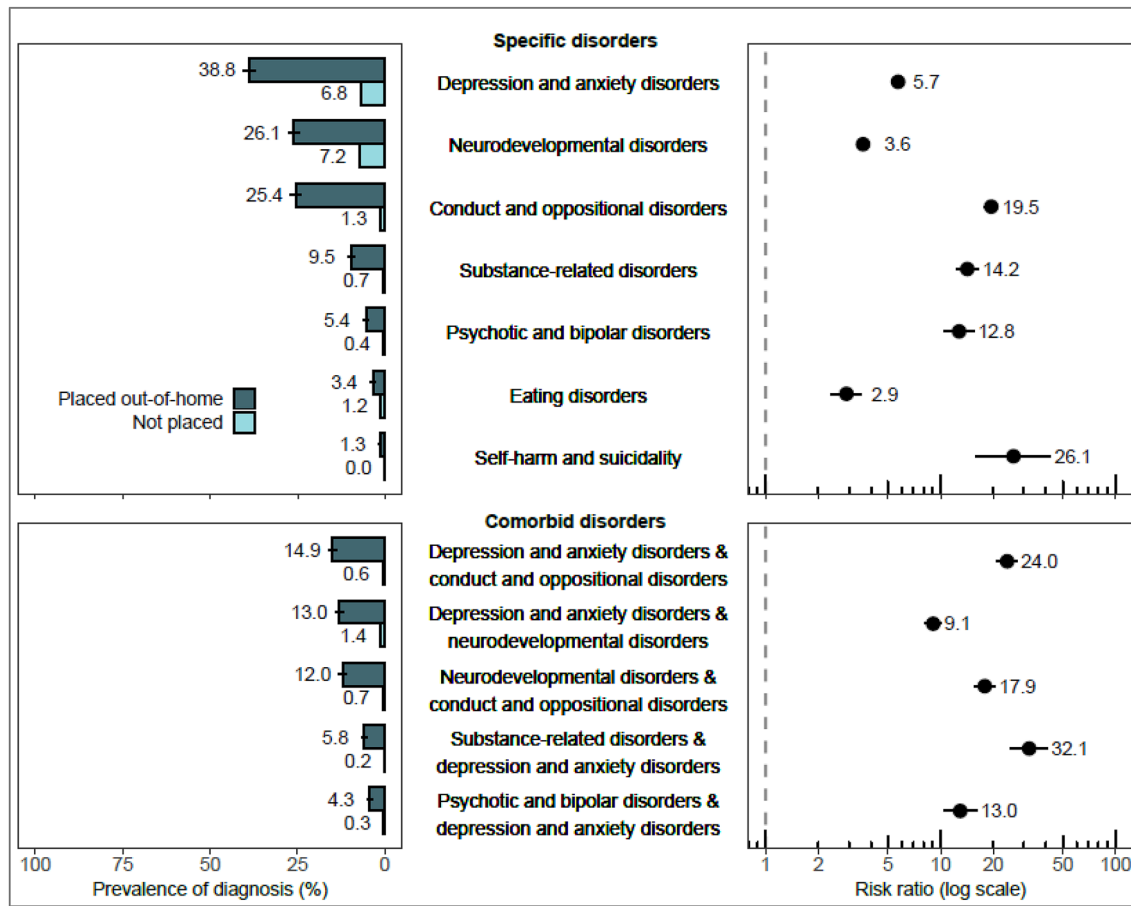 Specific disorders
38.8
6.8
Depression and anxiety disorders
5.7
26.1
7.2
Neurodevelopmental disorders
3.6
25.4
1.3
Conduct and oppositional disorders
19.5
9.5
0.7
Substance-related disorders
14.2
5.4
0.4
Psychotic and bipolar disorders
12.8
Placed out-of-home
Not placed
3.4
1.2
Eating disorders
2.9
1.3
0.0
Self-harm and suicidality
26.1
Comorbid disorders
14.9
0.6
Depression and anxiety disorders &
conduct and oppositional disorders
24.0
13.0
1.4
Depression and anxiety disorders &
neurodevelopmental disorders
9.1
12.0
0.7
Neurodevelopmental disorders &
conduct and oppositional disorders
17.9
5.8
0.2
Substance-related disorders &
depression and anxiety disorders
32.1
4.3
0.3
Psychotic and bipolar disorders &
depression and anxiety disorders
13.0
100 75 50 25 0
Prevalence of diagnosis (%)
1 2 5 10 20 50 100
Risk ratio (log scale)